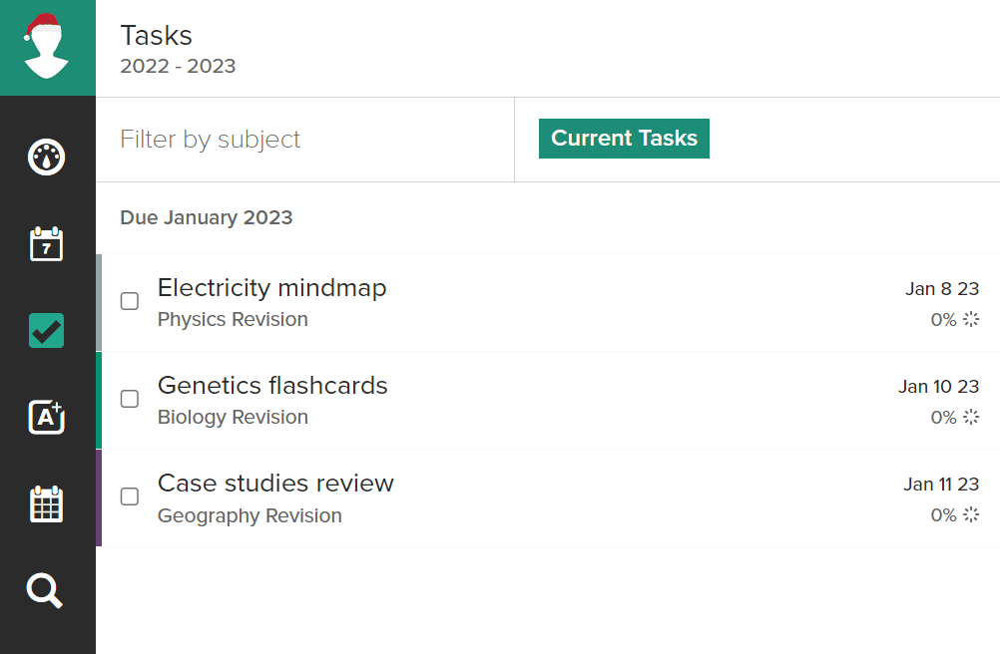 Tasks
2022 - 2023
Filter by subject
Current Tasks
Due January 2023
Electricity mindmap
Jan 8 23
Physics Revision
0%
Genetics flashcards
Jan 10 23
Biology Revision
0%
Case studies review
Jan 11 23
Geography Revision
0%
7
A+